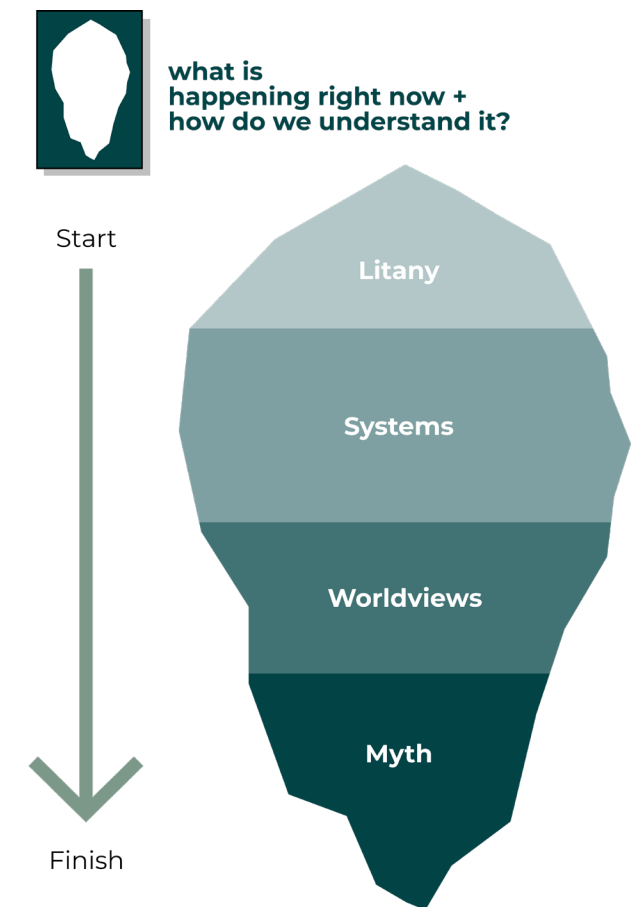 what is
happening right now +
how do we understand it?
Start
Litany
Systems
Worldviews
Myth
Finish